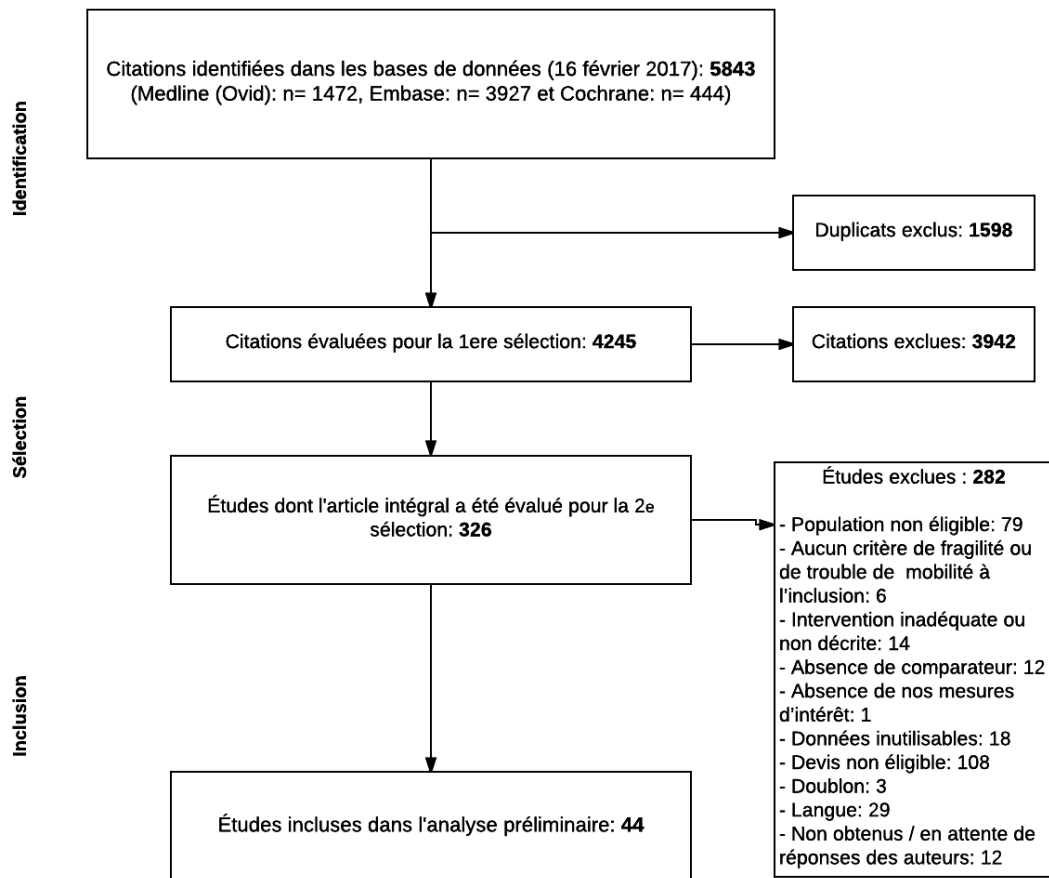 Citations identifiées dans les bases de données (16 février 2017): 5843
(Medline (Ovid): n= 1472, Embase: n= 3927 et Cochrane: n= 444)
Identification
Duplicats exclus: 1598
Citations évaluées pour la 1ere sélection: 4245
Citations exclues: 3942
Sélection
Études dont l'article intégral a été évalué pour la 2e
sélection: 326
Études exclues : 282
- Population non éligible: 79
- Aucun critère de fragilité ou
de trouble de mobilité à
l'inclusion: 6
- Intervention inadéquate ou
non décrite: 14
- Absence de comparateur: 12
- Absence de nos mesures
d'intérêt: 1
- Données inutilisables: 18
- Devis non éligible: 108
- Doublon: 3
- Langue: 29
- Non obtenus / en attente de
réponses des auteurs: 12
Inclusion
Études incluses dans l'analyse préliminaire: 44